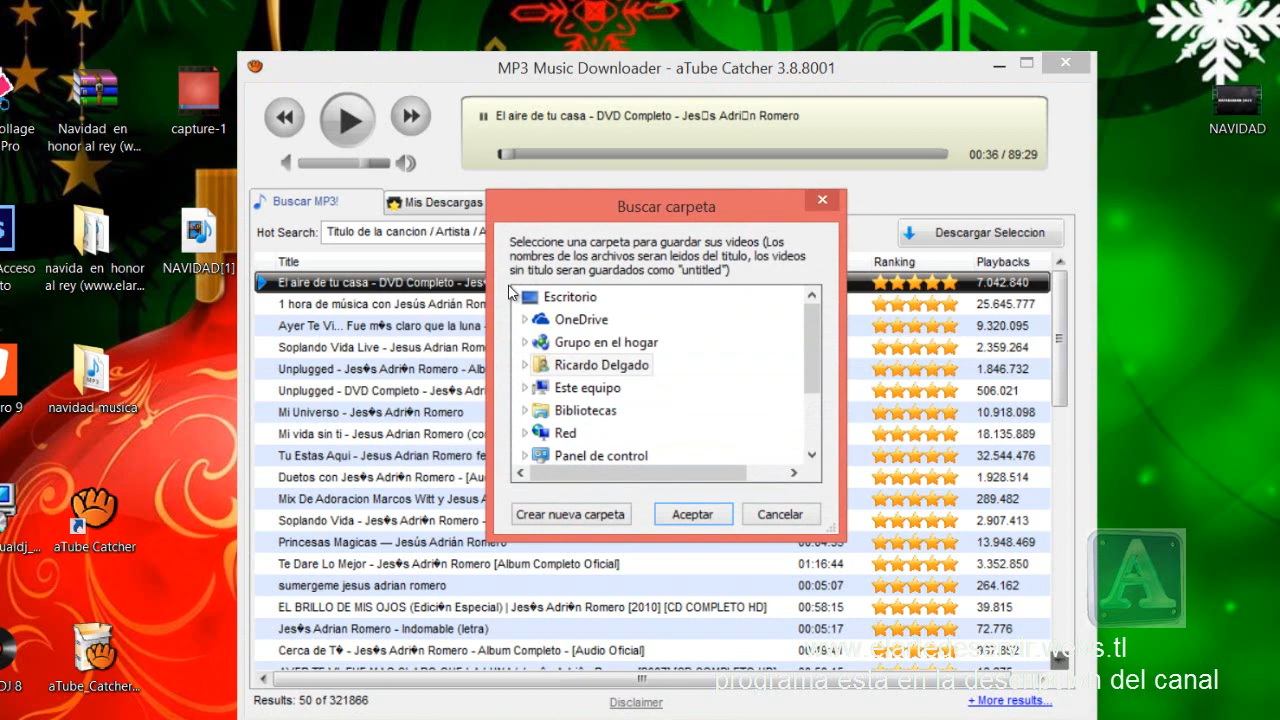 MP3 Music Downloader - aTube Catcher 3.8.8001
ollage
Pro
Navidad en
honor al rey (w...
capture-1
NAVIDAD
El aire de tu casa - DVD Completo - Jes□s Adri□n Romero
00:36 / 89:29
Buscar MP3!
Mis Descargas
Hot Search:
Titulo de la cancion / Artista / A
Descargar Seleccion
Acceso
to
navida en honor
al rey (www.elar...
NAVIDAD[1]
Title
Ranking
Playbacks
El aire de tu casa - DVD Completo - Jes
7.042.840
1 hora de música con Jesús Adrián Rom
25.645.777
Ayer Te Vi... Fue m�s claro que la luna -
9.320.095
Soplando Vida Live - Jesus Adrian Rom
2.359.264
Unplugged - Jes�s Adri�n Romero - Alb
1.846.732
Unplugged - DVD Completo - Jes�s Adr
506.021
Mi Universo - Jes�s Adri�n Romero
10.918.098
Mi vida sin ti - Jesus Adrian Romero (co
18.135.889
Tu Estas Aqui - Jesus Adrian Romero fe
32.544.476
Duetos con Jes�s Adri�n Romero - [Au
1.928.514
Mix De Adoracion Marcos Witt y Jesus A
289.482
Soplando Vida - Jes�s Adri�n Romero -
2.907.413
Princesas Magicas — Jesús Adrián Romero
00:04:35
13.948.469
Te Dare Lo Mejor - Jes�s Adri�n Romero [Album Completo Oficial]
01:16:44
3.352.850
sumergeme jesus adrian romero
00:05:07
264.162
EL BRILLO DE MIS OJOS (Edici�n Especial) | Jes�s Adri�n Romero [2010] [CD COMPLETO HD]
00:58:15
39.815
Jes�s Adri�n Romero - Indomable (letra)
00:05:17
72.776
Cerca de T� - Jes�s Adri�n Romero - [Audio Oficial]
Results: 50 of 321866
Disclaimer
+ More results...
Buscar carpeta
Seleccione una carpeta para guardar sus videos (Los
nombres de los archivos seran leidos del titulo, los videos
sin titulo seran guardados como "untitled")
Escritorio
OneDrive
Grupo en el hogar
Ricardo Delgado
Este equipo
Bibliotecas
Red
Panel de control
Crear nueva carpeta
Aceptar
Cancelar
ro 9
navidad musica
ualdj_...
aTube Catcher
DJ 8
aTube_Catcher...
A
programa esta en la descripcion del canal